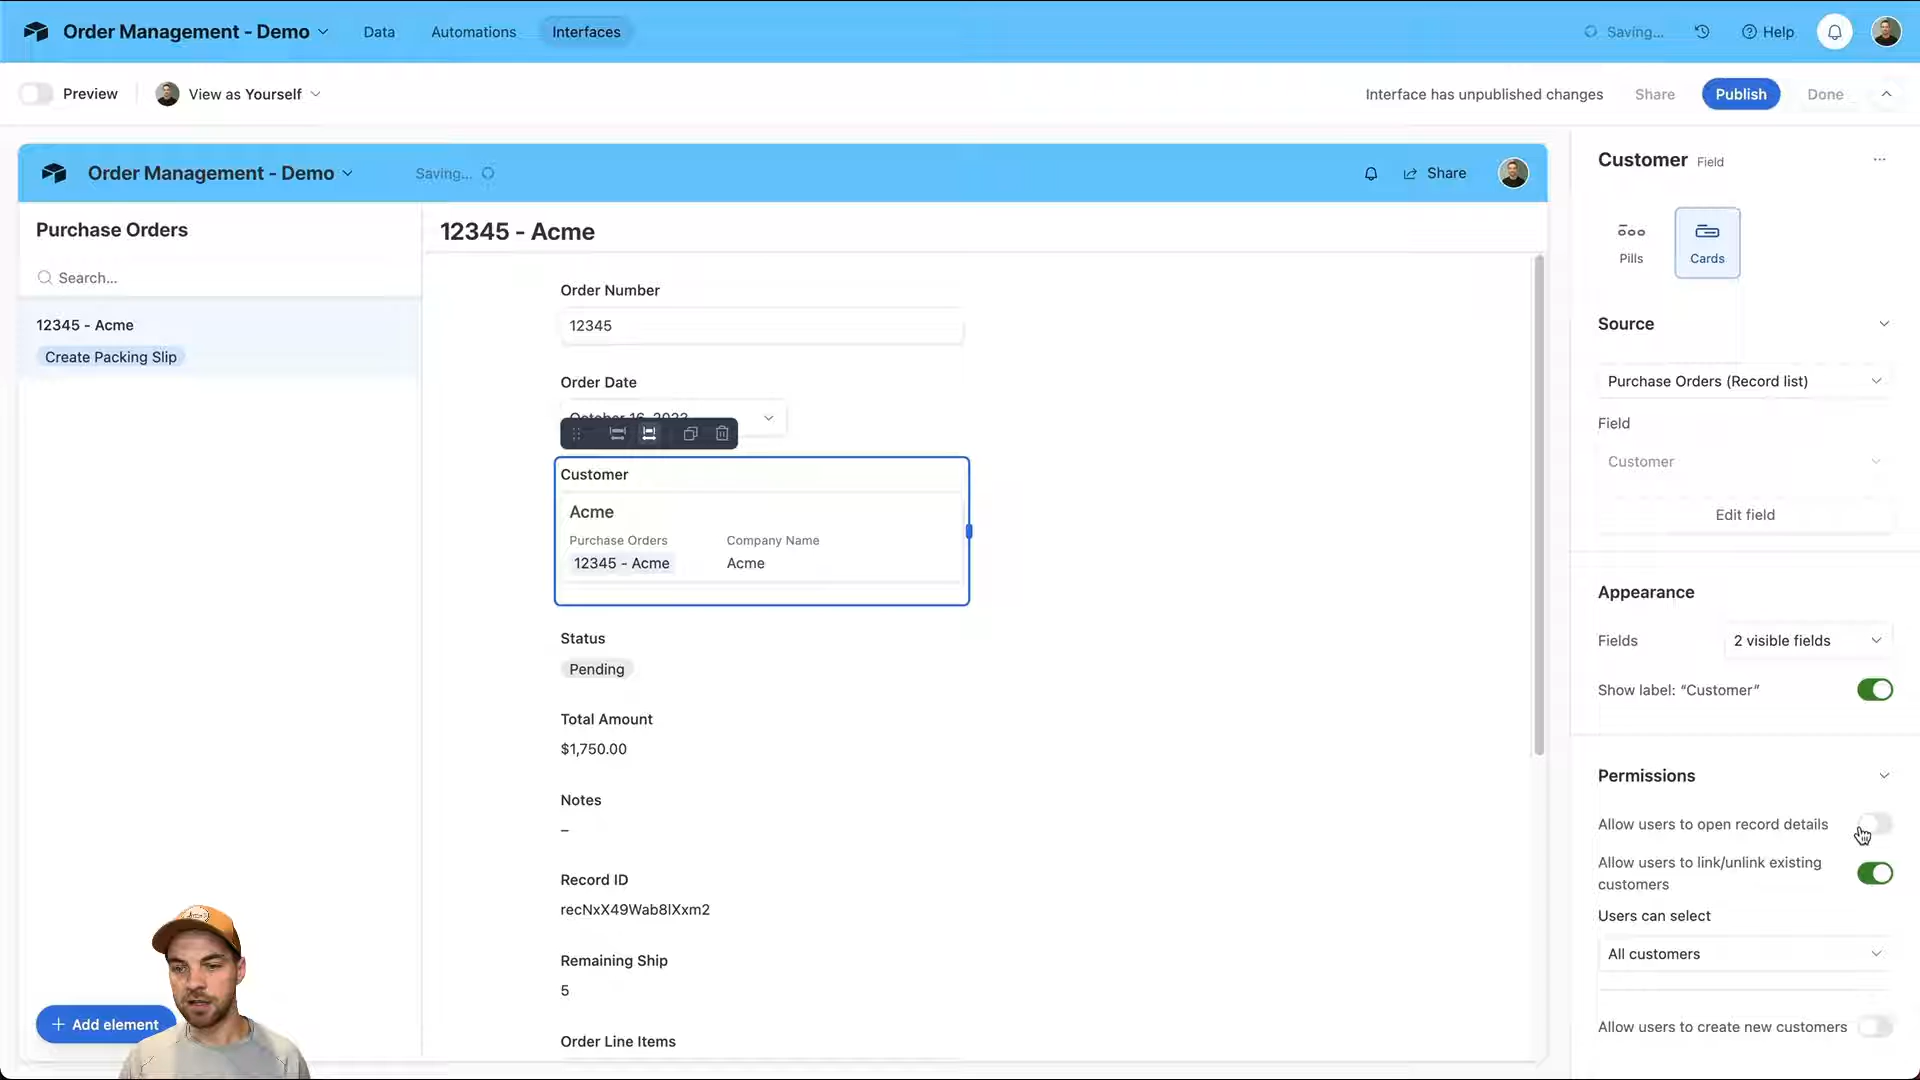 Order Management - Demo
Data
Automations
Interfaces
Saving...
Help
Preview
View as Yourself
Interface has unpublished changes
Share
Publish
Done
Order Management - Demo
Saving...
Share
Purchase Orders
Search...
12345 - Acme
Create Packing Slip
12345 - Acme
Order Number
12345
Order Date
October 16, 2023
Customer
Acme
Purchase Orders
Company Name
12345 - Acme
Acme
Status
Pending
Total Amount
$1,750.00
Notes
–
Record ID
recNxX49Wab8lXxm2
Remaining Ship
5
Order Line Items
Add element
Customer Field
Pills
Cards
Source
Purchase Orders (Record list)
Field
Customer
Edit field
Appearance
Fields
2 visible fields
Show label: “Customer”
Permissions
Allow users to open record details
Allow users to link/unlink existing
customers
Users can select
All customers
Allow users to create new customers